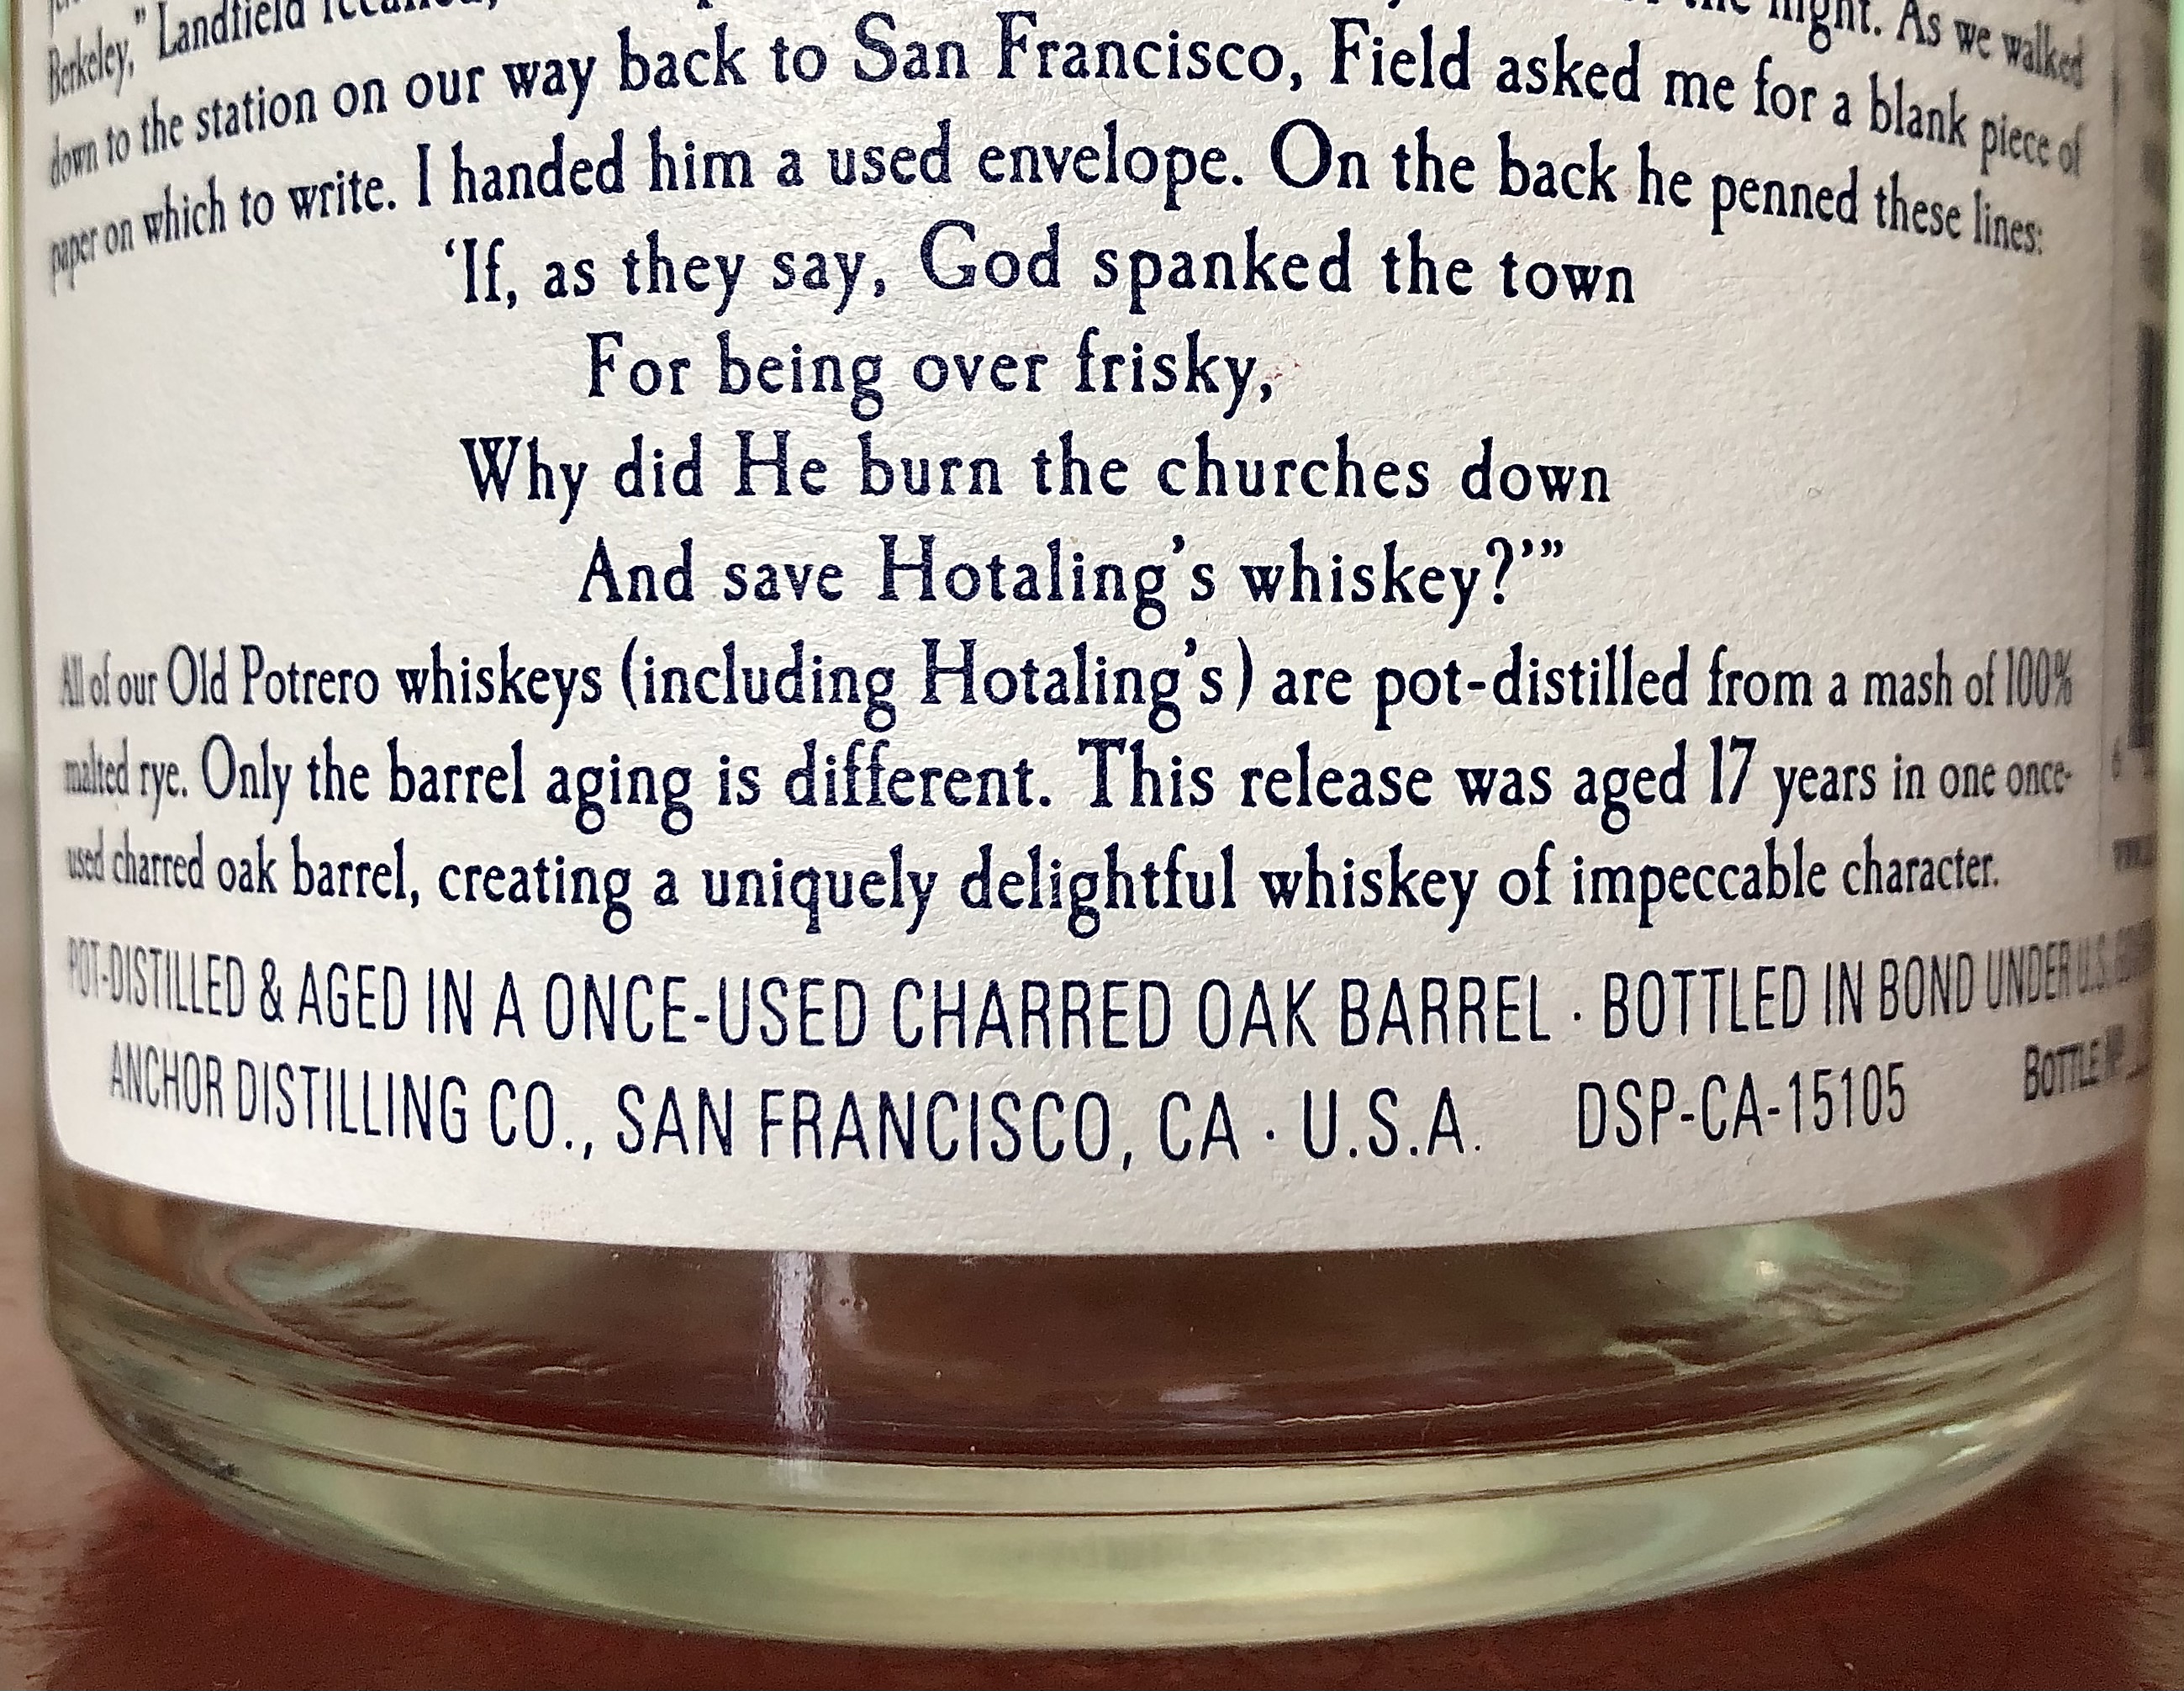 Berkeley," Landfield night. As we walked
down to the station on our way back to San Francisco, Field asked me for a blank piece of
paper on which to write. I handed him a used envelope. On the back he penned these lines:
‘If, as they say, God spanked the town
For being over frisky,
Why did He burn the churches down
And save Hotaling's whiskey?’”
All of our Old Potrero whiskeys (including Hotaling's) are pot-distilled from a mash of 100%
malted rye. Only the barrel aging is different. This release was aged 17 years in one once-
used charred oak barrel, creating a uniquely delightful whiskey of impeccable character.
POT-DISTILLED & AGED IN A ONCE-USED CHARRED OAK BARREL · BOTTLED IN BOND UNDER U.S.
ANCHOR DISTILLING CO., SAN FRANCISCO, CA · U.S.A. DSP-CA-15105 BOTTLE Nº